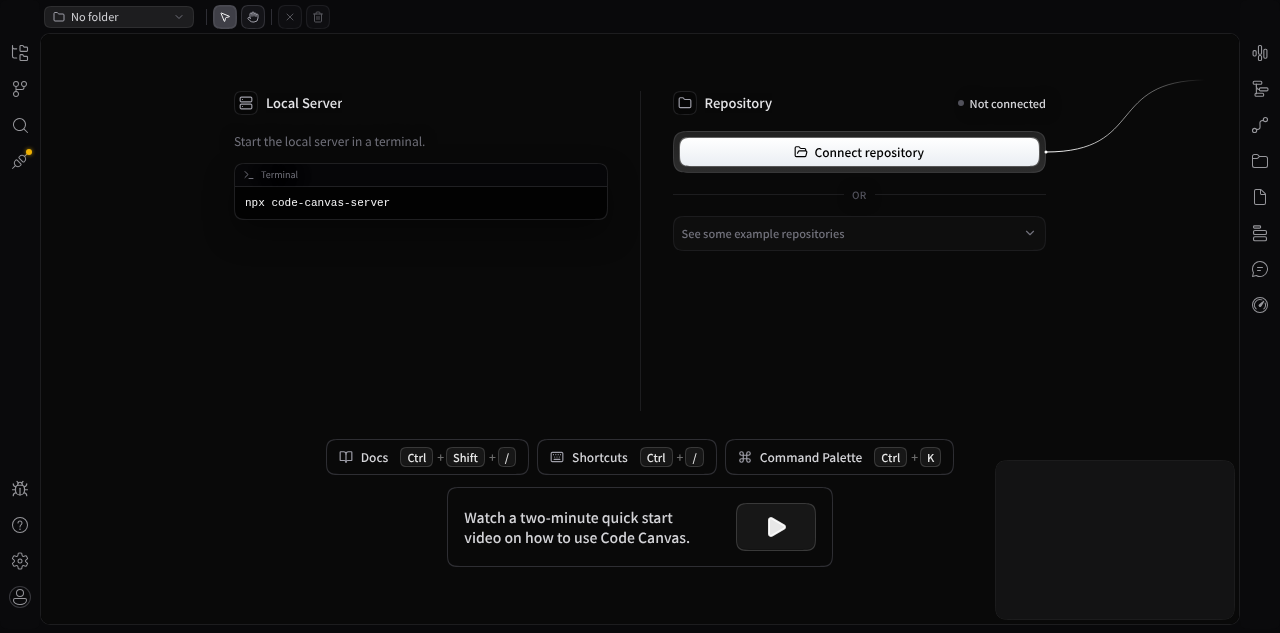 No folder
Local Server
Start the local server in a terminal.
Terminal
npx code-canvas-server
Repository
Not connected
Connect repository
OR
See some example repositories
Docs Ctrl + Shift + /
Shortcuts Ctrl + /
Command Palette Ctrl + K
Watch a two-minute quick start
video on how to use Code Canvas.